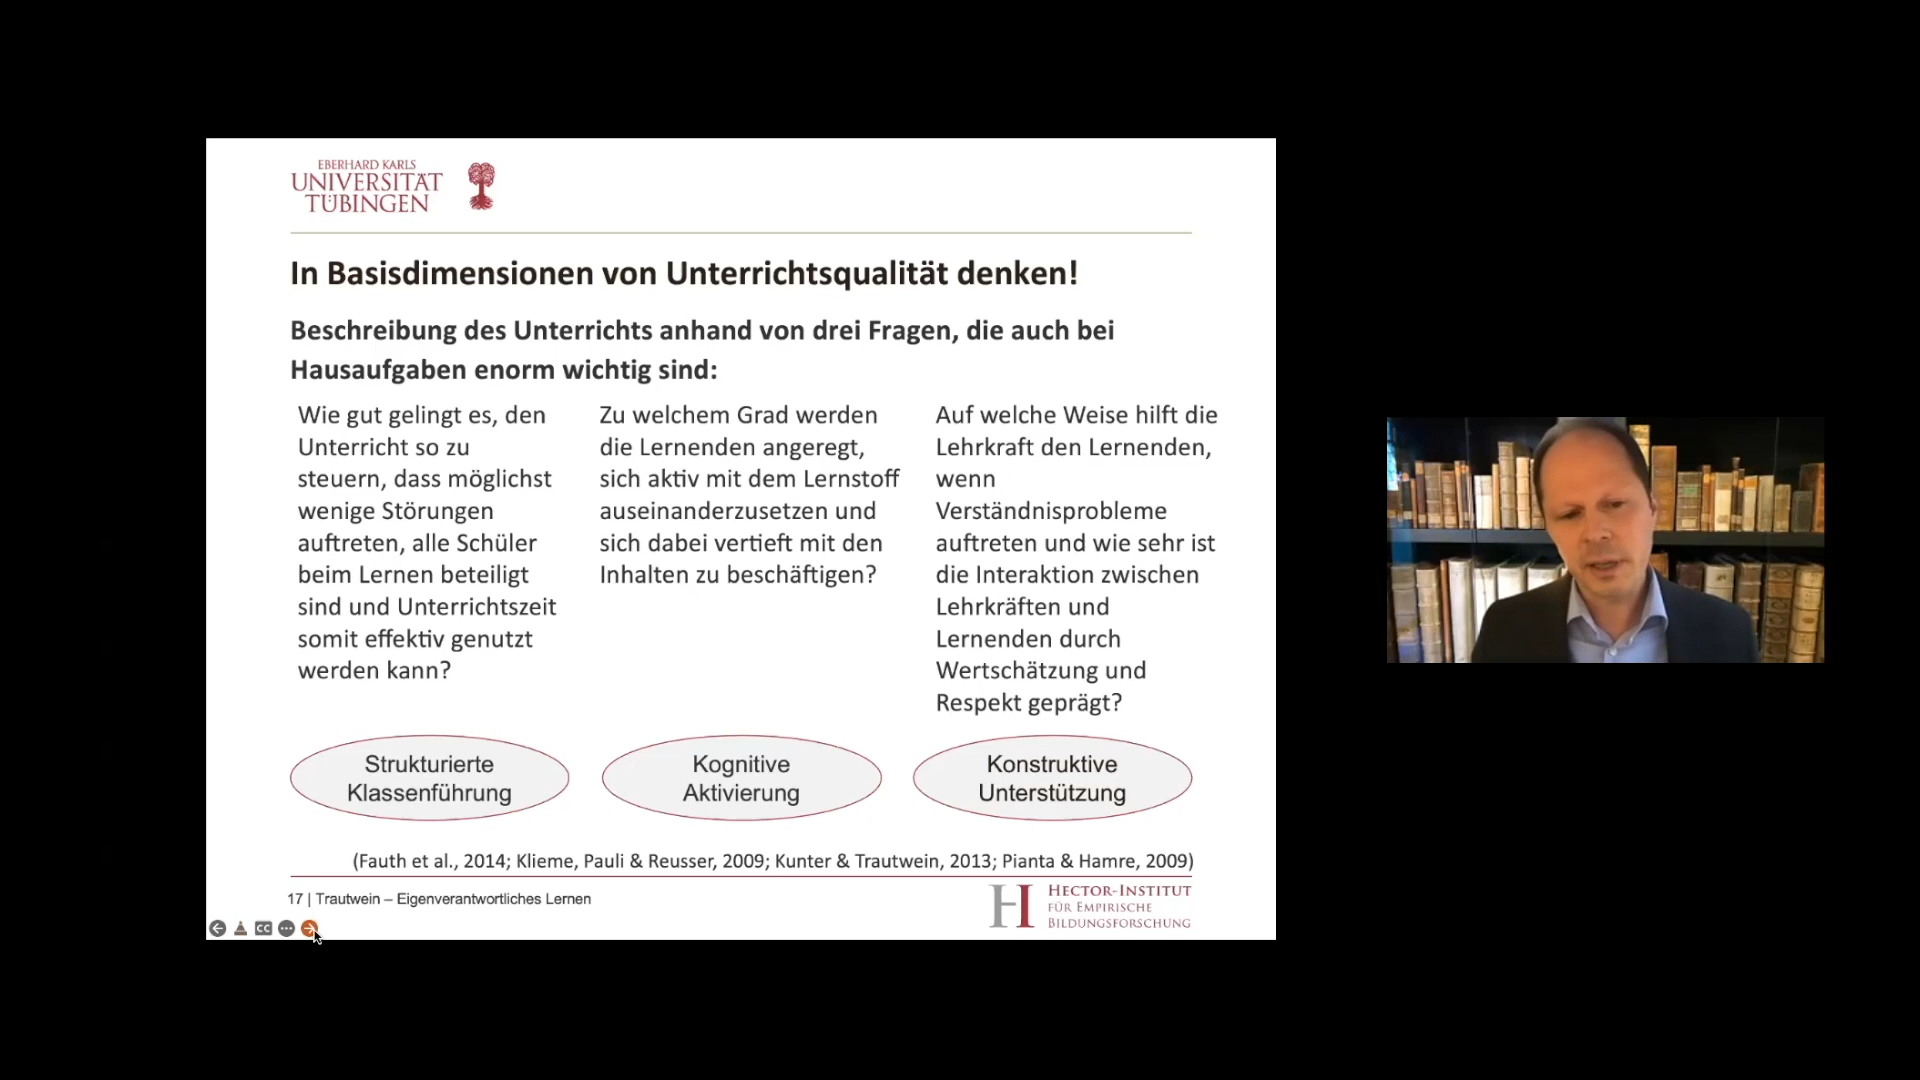 EBERHARD KARLS
UNIVERSITÄT
TÜBINGEN
In Basisdimensionen von Unterrichtsqualität denken!
Beschreibung des Unterrichts anhand von drei Fragen, die auch bei
Hausaufgaben enorm wichtig sind:
Wie gut gelingt es, den
Unterricht so zu
steuern, dass möglichst
wenige Störungen
auftreten, alle Schüler
beim Lernen beteiligt
sind und Unterrichtszeit
somit effektiv genutzt
werden kann?
Zu welchem Grad werden
die Lernenden angeregt,
sich aktiv mit dem Lernstoff
auseinanderzusetzen und
sich dabei vertieft mit den
Inhalten zu beschäftigen?
Auf welche Weise hilft die
Lehrkraft den Lernenden,
wenn
Verständnisprobleme
auftreten und wie sehr ist
die Interaktion zwischen
Lehrkräften und
Lernenden durch
Wertschätzung und
Respekt geprägt?
Strukturierte
Klassenführung
Kognitive
Aktivierung
Konstruktive
Unterstützung
(Fauth et al., 2014; Klieme, Pauli & Reusser, 2009; Kunter & Trautwein, 2013; Pianta & Hamre, 2009)
17 | Trautwein – Eigenverantwortliches Lernen
H
HECTOR-INSTITUT
FÜR EMPIRISCHE
BILDUNGSFORSCHUNG
CC